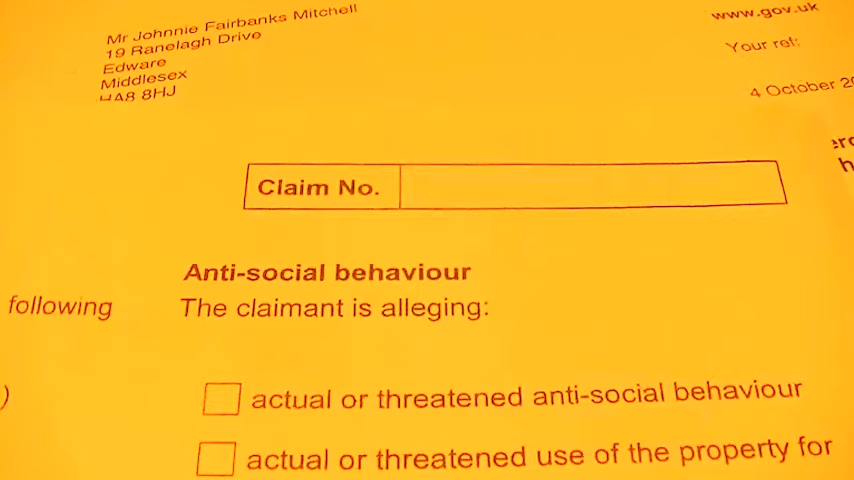 Mr Johnnie Fairbanks Mitchell
19 Ranelagh Drive
Edware
Middlesex
HA8 8HJ
www.gov.uk
Your ref:
4 October 20
Claim No.
Anti-social behaviour
following
The claimant is alleging:
)
actual or threatened anti-social behaviour
actual or threatened use of the property for